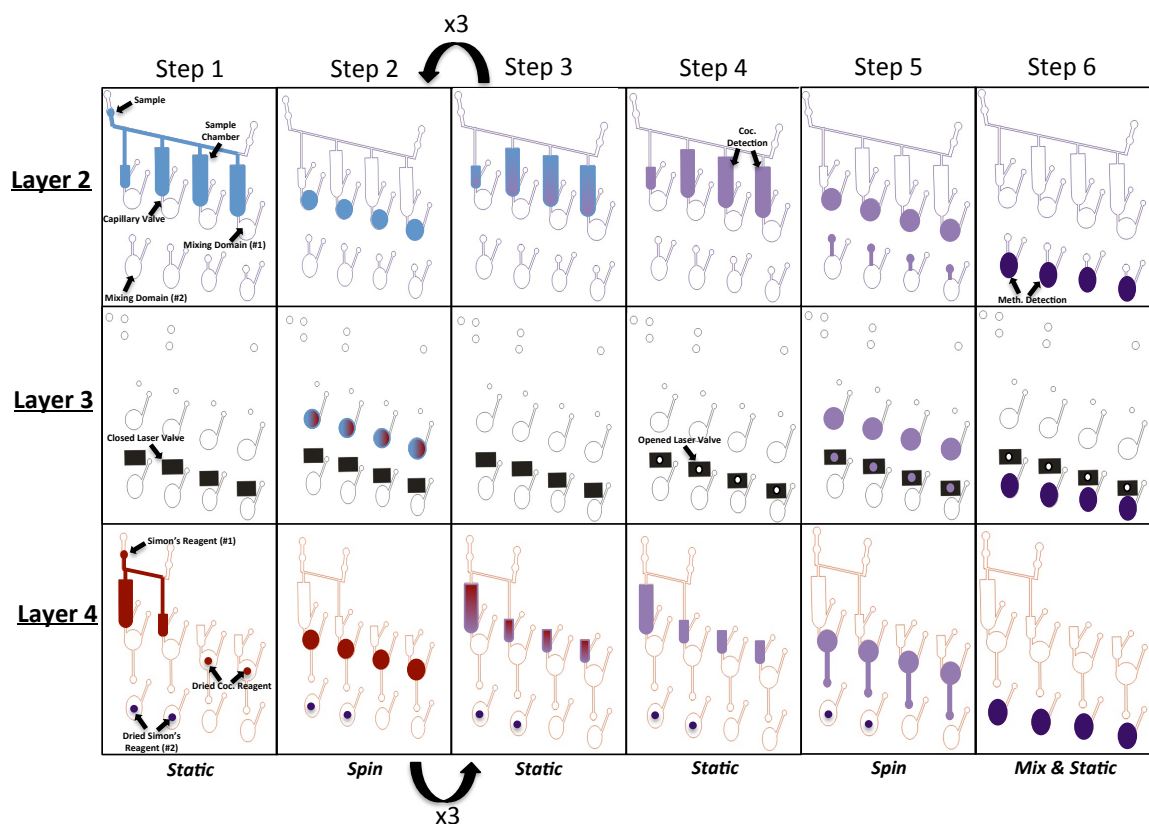 x3
Step 1
Step 2
Step 3
Step 4
Step 5
Step 6
Layer 2
Sample
Sample
Chamber
Capillary Valve
Mixing Domain (#1)
Mixing Domain (#2)
Coc.
Detection
Meth. Detection
Layer 3
Closed Laser Valve
Opened Laser Valve
Layer 4
Simon's Reagent (#1)
Dried Coc. Reagent
Dried Simon's
Reagent (#2)
Static
Spin
Static
Static
Spin
Mix & Static
x3